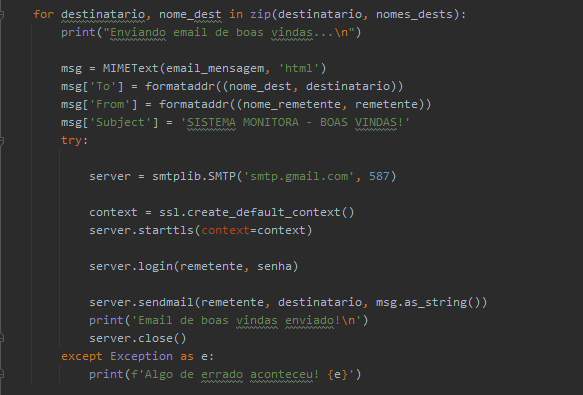 for destinatario, nome_dest in zip(destinatario, nomes_dests):
print("Enviando email de boas vindas...\n")
msg = MIMEText(email_mensagem, 'html')
msg['To'] = formataddr((nome_dest, destinatario))
msg['From'] = formataddr((nome_remetente, remetente))
msg['Subject'] = 'SISTEMA MONITORA - BOAS VINDAS!'
try:
server = smtplib.SMTP('smtp.gmail.com', 587)
context = ssl.create_default_context()
server.starttls(context=context)
server.login(remetente, senha)
server.sendmail(remetente, destinatario, msg.as_string())
print('Email de boas vindas enviado!\n')
server.close()
except Exception as e:
print(f'Algo de errado aconteceu! {e}')